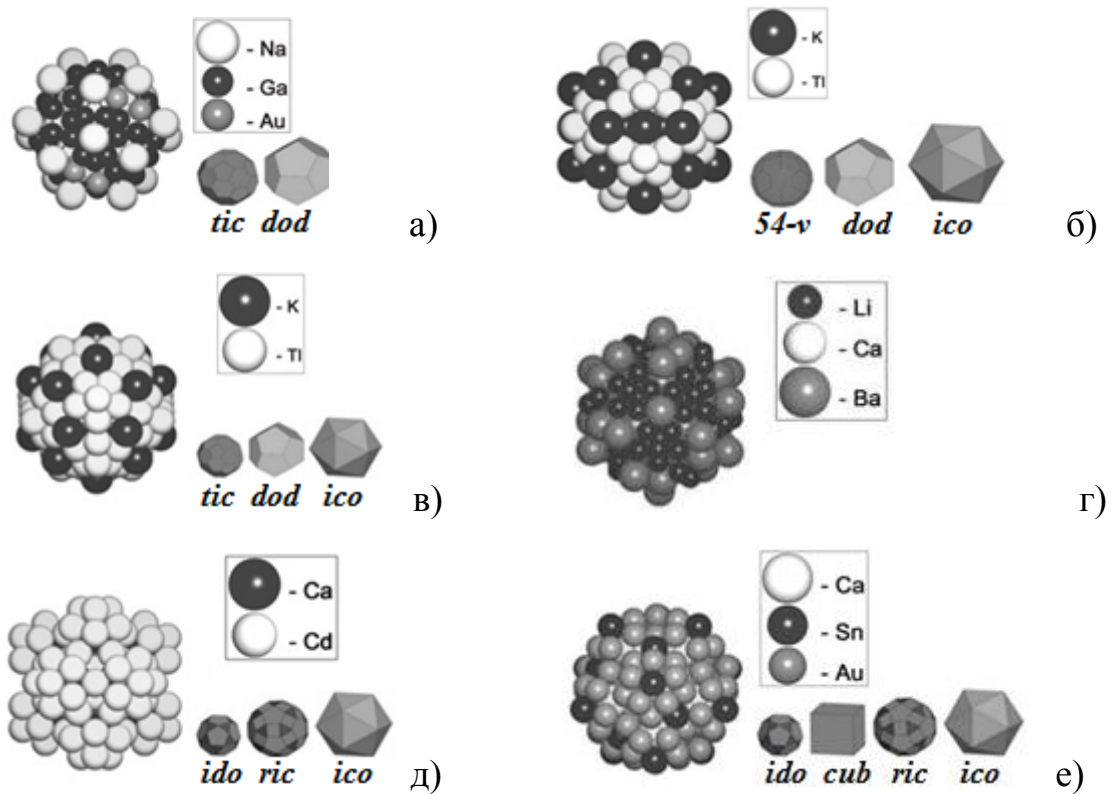 - Na
- Ga
- Au
tic dod
а)
- K
- Tl
54-v dod ico
б)
- K
- Tl
tic dod ico
в)
- Li
- Ca
- Ba
г)
- Ca
- Cd
ido ric ico
д)
- Ca
- Sn
- Au
ido cub ric ico
е)